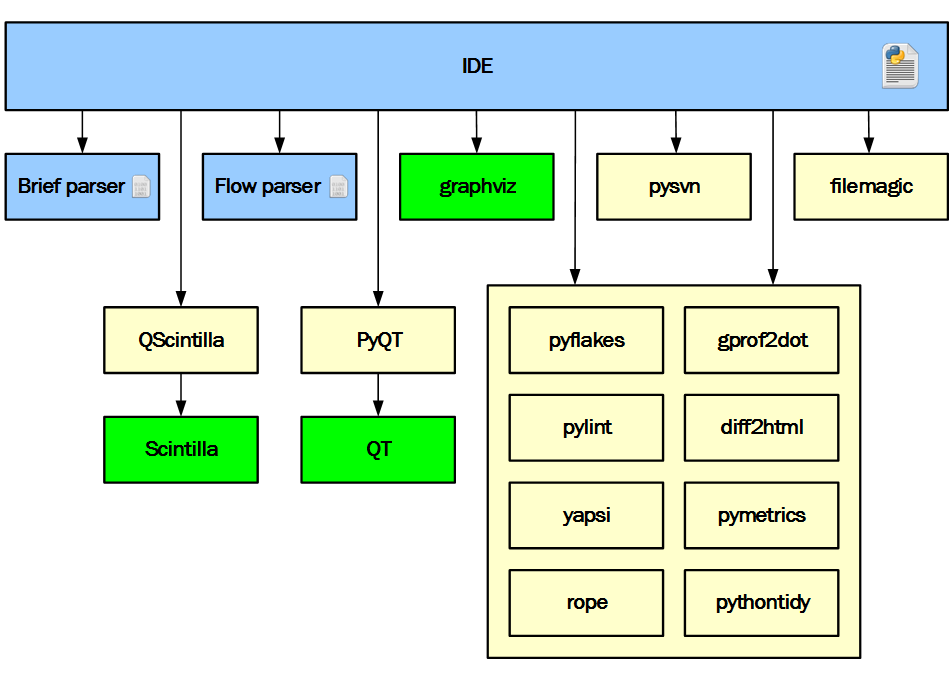 IDE
Brief parser
Flow parser
graphviz
pysvn
filemagic
QScintilla
PyQT
Scintilla
QT
pyflakes
gprof2dot
pylint
diff2html
yapsi
pymetrics
rope
pythontidy